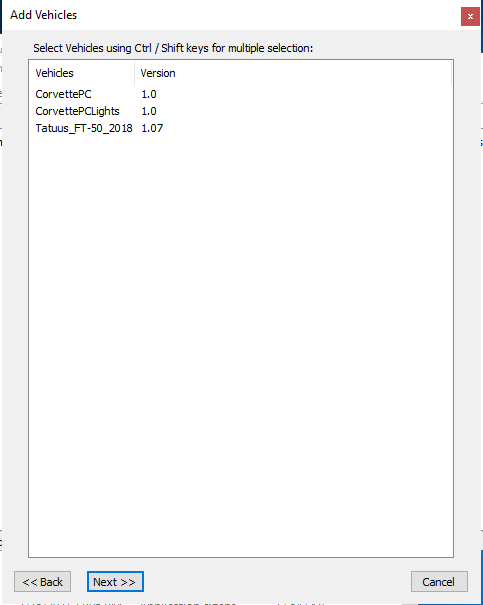 Add Vehicles
x
Select Vehicles using Ctrl / Shift keys for multiple selection:
Vehicles Version
CorvettePC 1.0
CorvettePCLights 1.0
Tatuus_FT-50_2018 1.07
<< Back Next >> Cancel